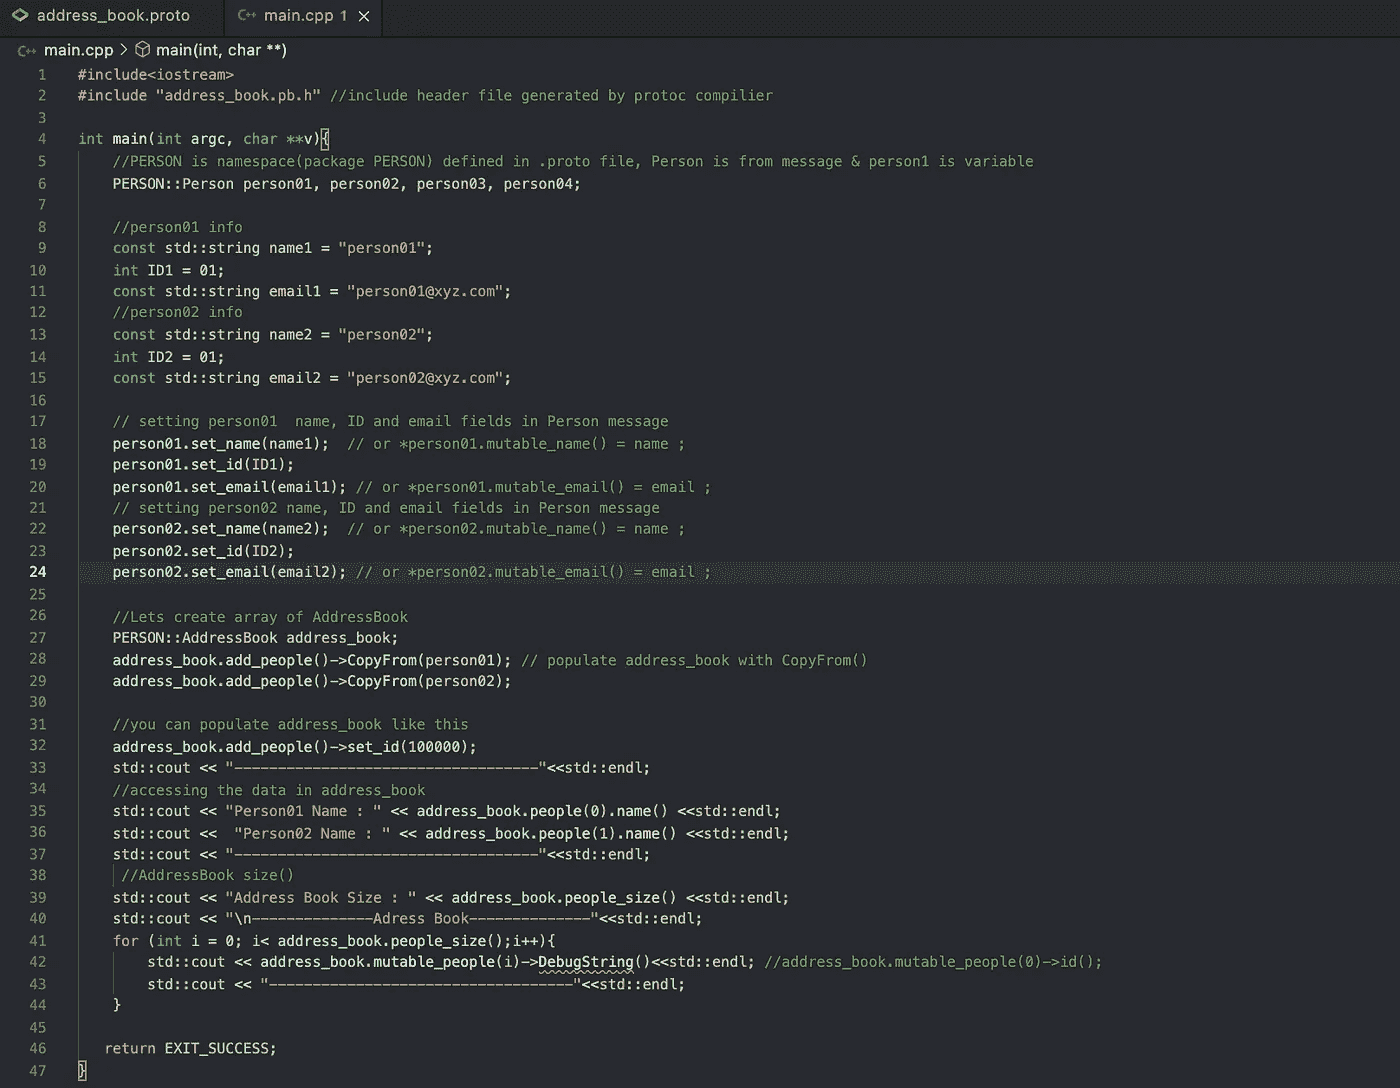 address_book.proto
C++ main.cpp 1 ×
C++ main.cpp > main(int, char **)
1 #include<iostream>
2 #include "address_book.pb.h" //include header file generated by protoc compilier
3
4 int main(int argc, char **v){
5 //PERSON is namespace(package PERSON) defined in .proto file, Person is from message & person1 is variable
6 PERSON::Person person01, person02, person03, person04;
7
8 //person01 info
9 const std::string name1 = "person01";
10 int ID1 = 01;
11 const std::string email1 = "person01@xyz.com";
12 //person02 info
13 const std::string name2 = "person02";
14 int ID2 = 01;
15 const std::string email2 = "person02@xyz.com";
16
17 // setting person01  name, ID and email fields in Person message
18 person01.set_name(name1);  // or *person01.mutable_name() = name ;
19 person01.set_id(ID1);
20 person01.set_email(email1); // or *person01.mutable_email() = email ;
21 // setting person02 name, ID and email fields in Person message
22 person02.set_name(name2);  // or *person02.mutable_name() = name ;
23 person02.set_id(ID2);
24 person02.set_email(email2); // or *person02.mutable_email() = email ;
25
26 //Lets create array of AddressBook
27 PERSON::AddressBook address_book;
28 address_book.add_people()->CopyFrom(person01); // populate address_book with CopyFrom()
29 address_book.add_people()->CopyFrom(person02);
30
31 //you can populate address_book like this
32 address_book.add_people()->set_id(100000);
33 std::cout << "-----------------------------------"<<std::endl;
34 //accessing the data in address_book
35 std::cout << "Person01 Name : " << address_book.people(0).name() <<std::endl;
36 std::cout <<  "Person02 Name : " << address_book.people(1).name() <<std::endl;
37 std::cout << "-----------------------------------"<<std::endl;
38 //AddressBook size()
39 std::cout << "Address Book Size : " << address_book.people_size() <<std::endl;
40 std::cout << "\n--------------Adress Book--------------"<<std::endl;
41 for (int i = 0; i< address_book.people_size();i++){
42 std::cout << address_book.mutable_people(i)->DebugString()<<std::endl; //address_book.mutable_people(0)->id();
43 std::cout << "-----------------------------------"<<std::endl;
44 }
45
46 return EXIT_SUCCESS;
47 }